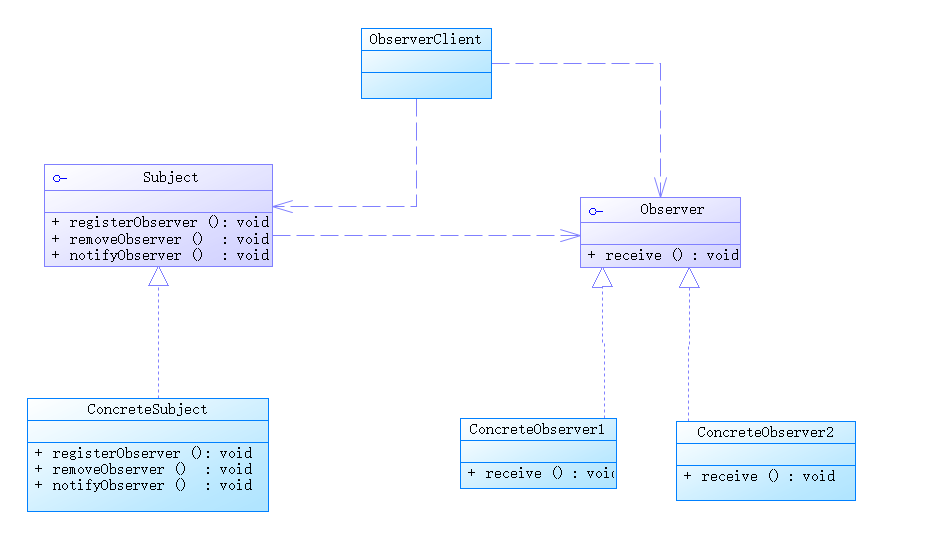 ObserverClient
Subject
+ registerObserver (): void
+ removeObserver () : void
+ notifyObserver () : void
Observer
+ receive () : void
ConcreteSubject
+ registerObserver (): void
+ removeObserver () : void
+ notifyObserver () : void
ConcreteObserver1
+ receive () : void
ConcreteObserver2
+ receive () : void